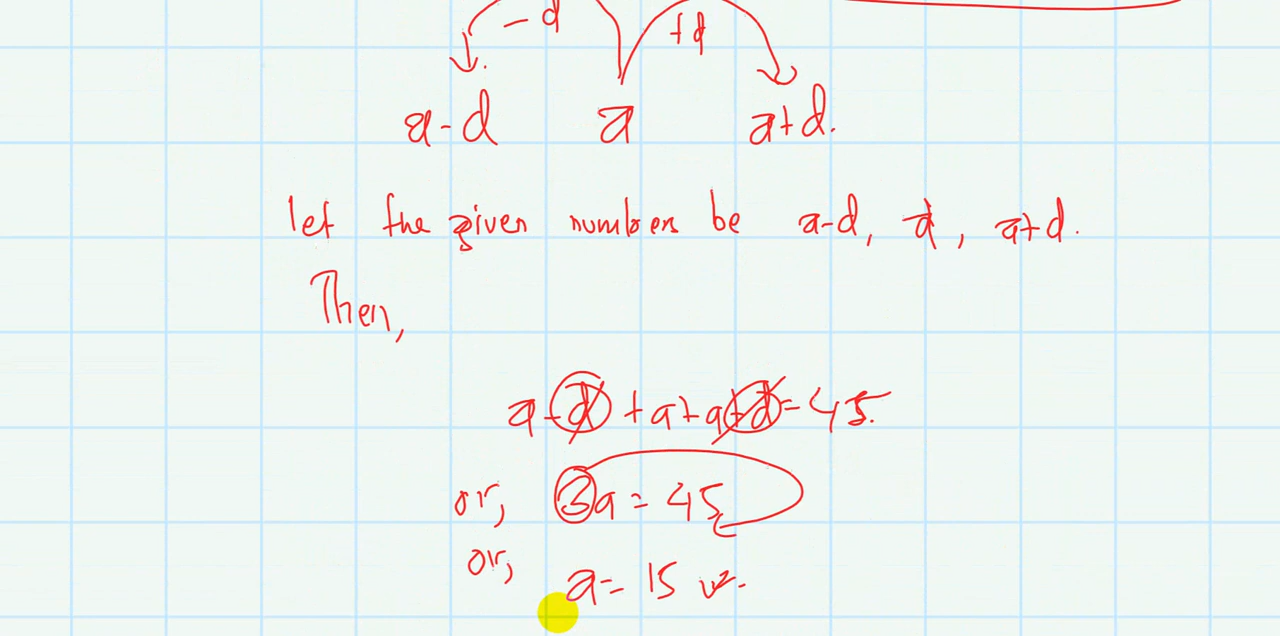 -d +d
a-d a a+d.
let the given numbers be a-d, a, a+d.
Then,
a-d+a+a+d=45.
or, 3a=45
or, a=15